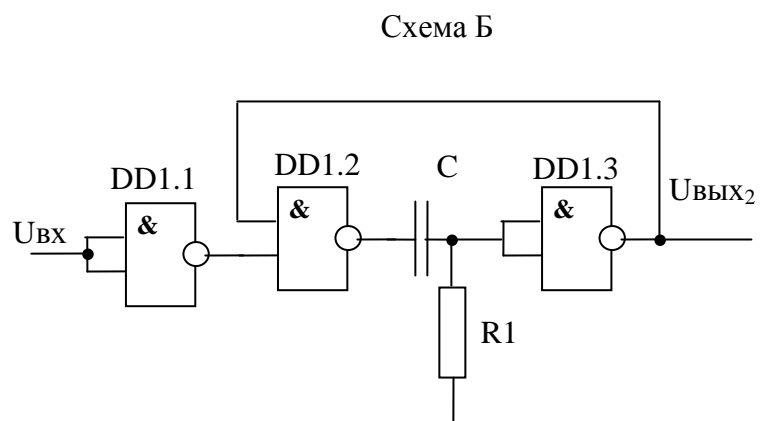 Схема Б
DD1.1
DD1.2
C
DD1.3
Uвых₂
Uвх
&
&
&
R1